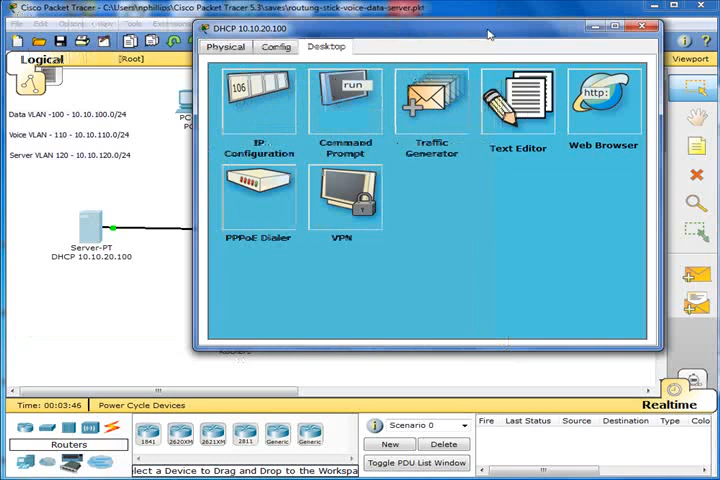 Cisco Packet Tracer - C:\Users\nphillips\Cisco Packet Tracer 5.3\saves\routng-stick-voice-data-server.pkt
DHCP 10.10.20.100
Physical Config Desktop
Logical
[Root]
Viewport
Data VLAN -100 - 10.10.100.0/24
Voice VLAN - 110 - 10.10.110.0/24
Server VLAN 120 - 10.10.120.0/24
106
run
http:
IP Configuration
Command Prompt
Traffic Generator
Text Editor
Web Browser
PPPoE Dialer
VPN
Server-PT
DHCP 10.10.20.100
Time: 00:03:46 Power Cycle Devices
Realtime
Routers
1841 2620XM 2621XM 2811 Generic Generic
elect a Device to Drag and Drop to the Workspa
Scenario 0
New Delete
Toggle PDU List Window
Fire Last Status Source Destination Type Colo